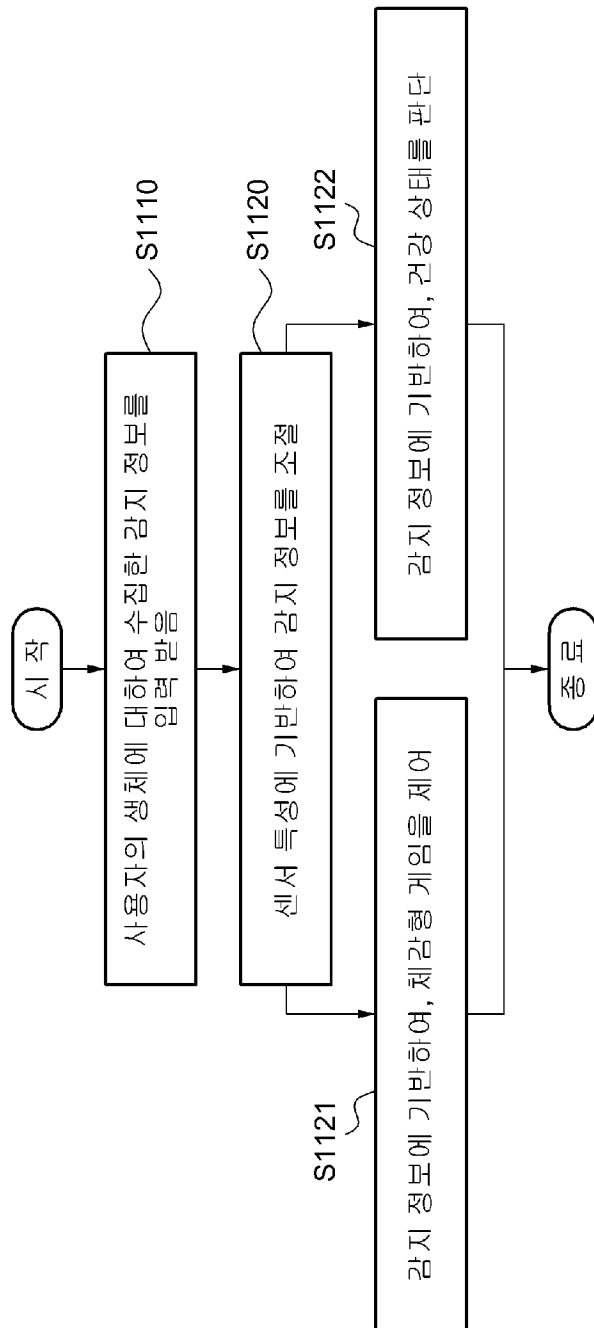 시 작
사용자의 생체에 대하여 수집한 감지 정보를
입력 받음
S1110
센서 특성에 기반하여 감지 정보를 조절
S1120
S1121
감지 정보에 기반하여, 체감형 게임을 제어
S1122
감지 정보에 기반하여, 건강 상태를 판단
종 료